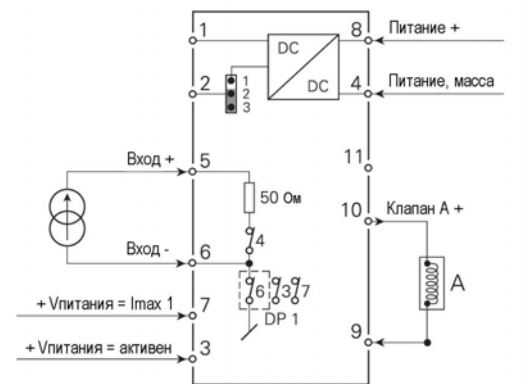 1
8
Питание +
DC
DC
2
1
2
3
4
Питание, масса
11
Вход +
5
50 Ом
10
Клапан А +
4
Вход -
6
6
3
7
A
DP 1
+ Vпитания = Imax 1
7
9
+ Vпитания = активен
3